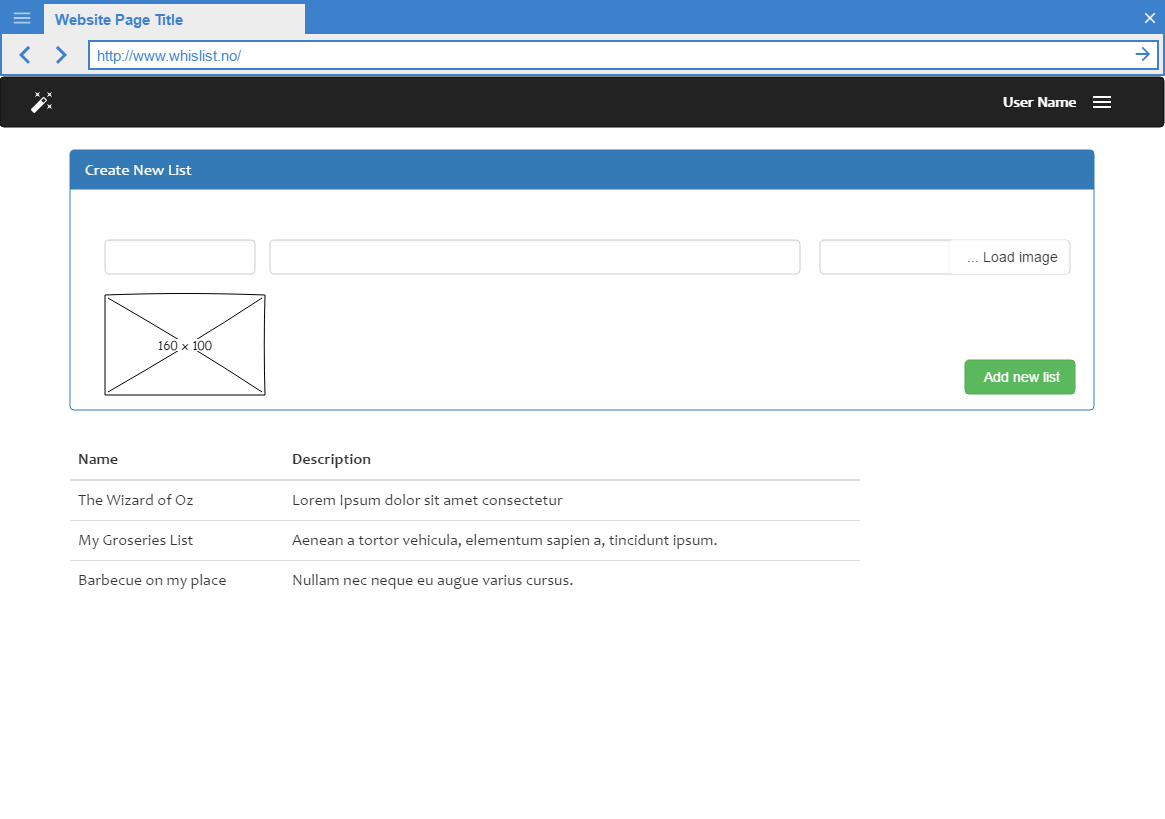 Website Page Title
http://www.whislist.no/
User Name
Create New List
... Load image
160 x 100
Add new list
Name Description
The Wizard of Oz Lorem Ipsum dolor sit amet consectetur
My Groseries List Aenean a tortor vehicula, elementum sapien a, tincidunt ipsum.
Barbecue on my place Nullam nec neque eu augue varius cursus.